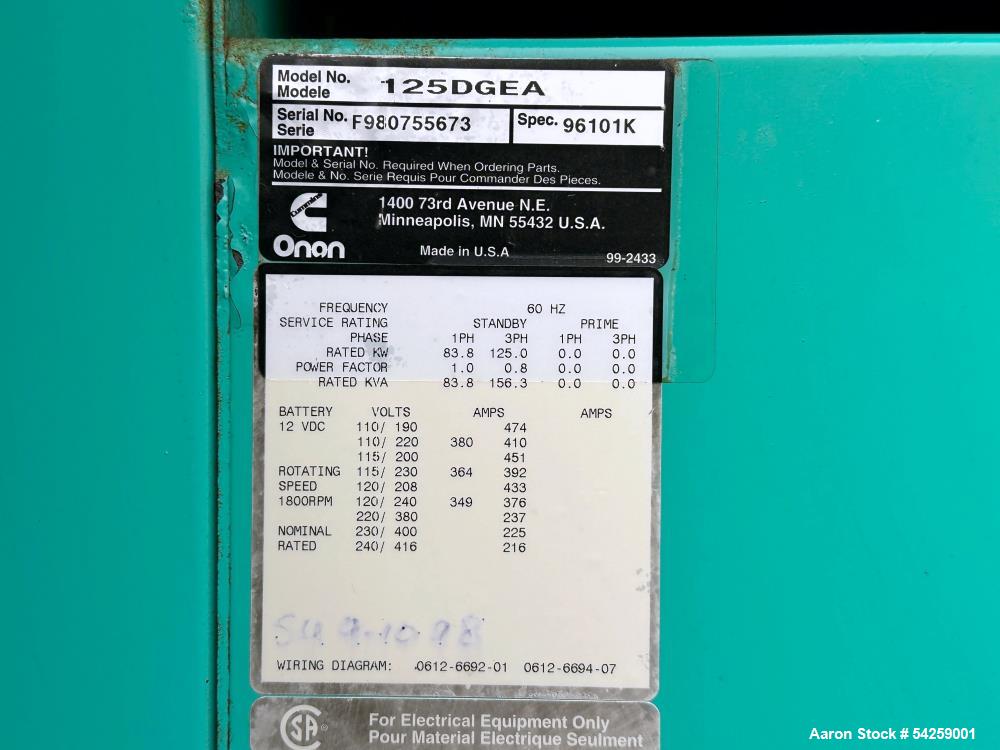 Model No. 125DGEA
Modele
Serial No. F980755673 Spec. 96101K
Serie
IMPORTANT!
Model & Serial No. Required When Ordering Parts.
Modele & No. Serie Requis Pour Commander Des Pieces.
Cummins
Onan
1400 73rd Avenue N.E.
Minneapolis, MN 55432 U.S.A.
Made in U.S.A
99-2433
FREQUENCY 60 HZ
SERVICE RATING STANDBY PRIME
PHASE 1PH 3PH 1PH 3PH
RATED KW 83.8 125.0 0.0 0.0
POWER FACTOR 1.0 0.8 0.0 0.0
RATED KVA 83.8 156.3 0.0 0.0
BATTERY VOLTS AMPS AMPS
12 VDC 110/ 190 474
110/ 220 380 410
115/ 200 451
ROTATING 115/ 230 364 392
SPEED 120/ 208 433
1800RPM 120/ 240 349 376
220/ 380 237
NOMINAL 230/ 400 225
RATED 240/ 416 216
9-10 98
WIRING DIAGRAM: 0612-6692-01 0612-6694-07
CSA ®
For Electrical Equipment Only
Pour Material Electrique Seulment
Aaron Stock # 54259001